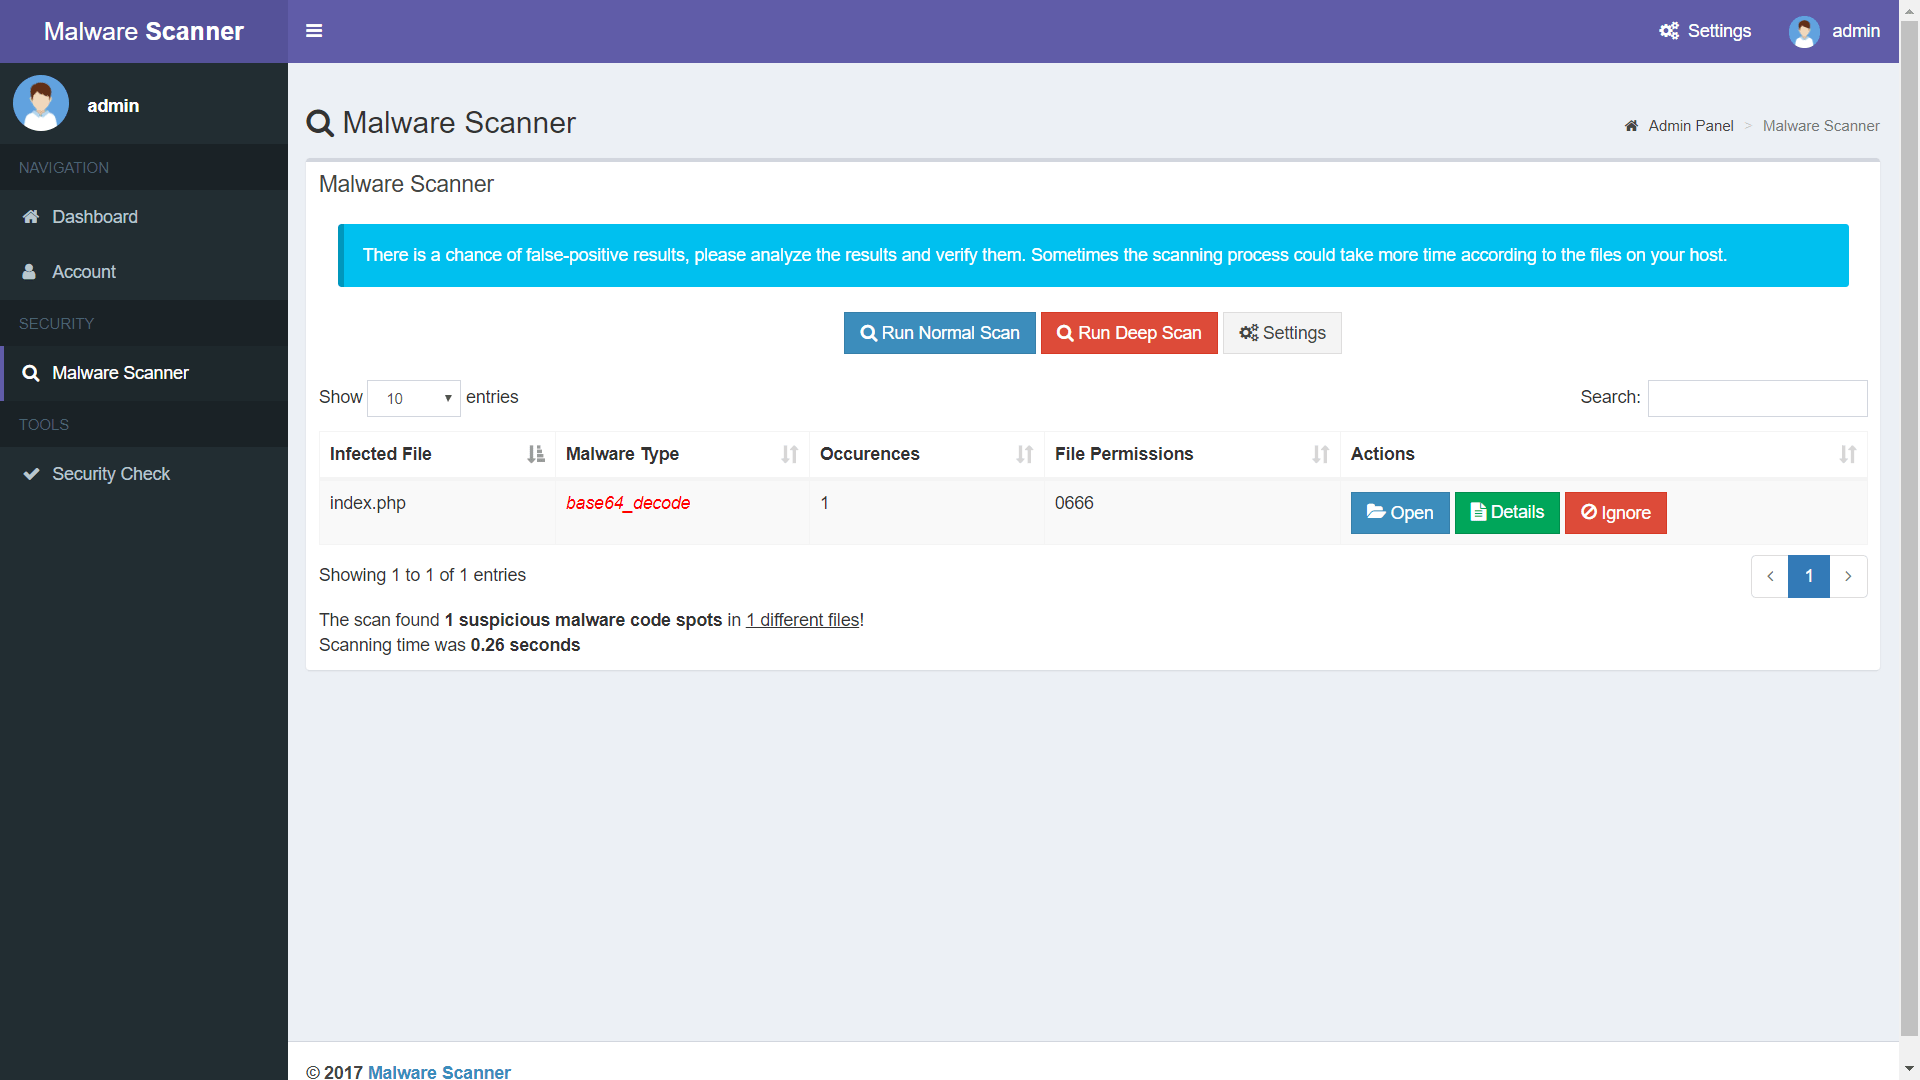 Malware Scanner
Settings
admin
admin
NAVIGATION
Dashboard
Account
SECURITY
Malware Scanner
TOOLS
Security Check
Malware Scanner
Admin Panel > Malware Scanner
Malware Scanner
There is a chance of false-positive results, please analyze the results and verify them. Sometimes the scanning process could take more time according to the files on your host.
Run Normal Scan Run Deep Scan Settings
Show 10 entries Search:
Infected File Malware Type Occurences File Permissions Actions
index.php base64_decode 1 0666 Open Details Ignore
Showing 1 to 1 of 1 entries < 1 >
The scan found 1 suspicious malware code spots in 1 different files!
Scanning time was 0.26 seconds
© 2017 Malware Scanner